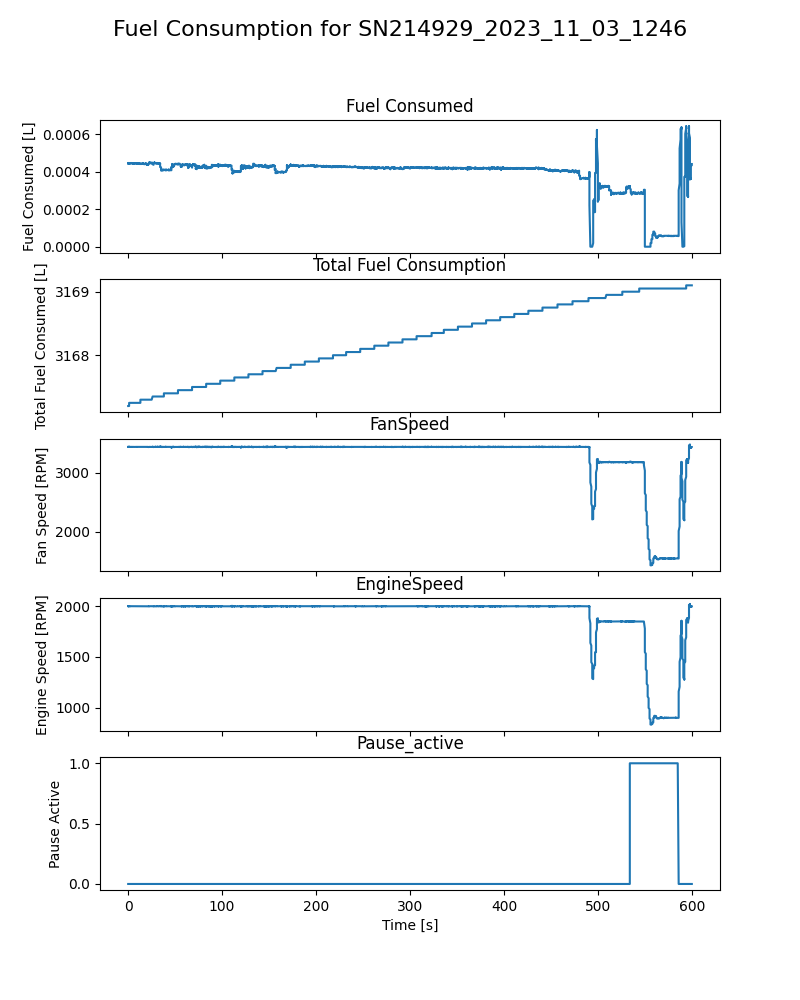 Fuel Consumption for SN214929_2023_11_03_1246
Fuel Consumed
Fuel Consumed [L]
0.0006
0.0004
0.0002
0.0000
Total Fuel Consumption
Total Fuel Consumed [L]
3169
3168
FanSpeed
Fan Speed [RPM]
3000
2000
EngineSpeed
Engine Speed [RPM]
2000
1500
1000
Pause_active
Pause Active
1.0
0.5
0.0
0 100 200 300 400 500 600
Time [s]